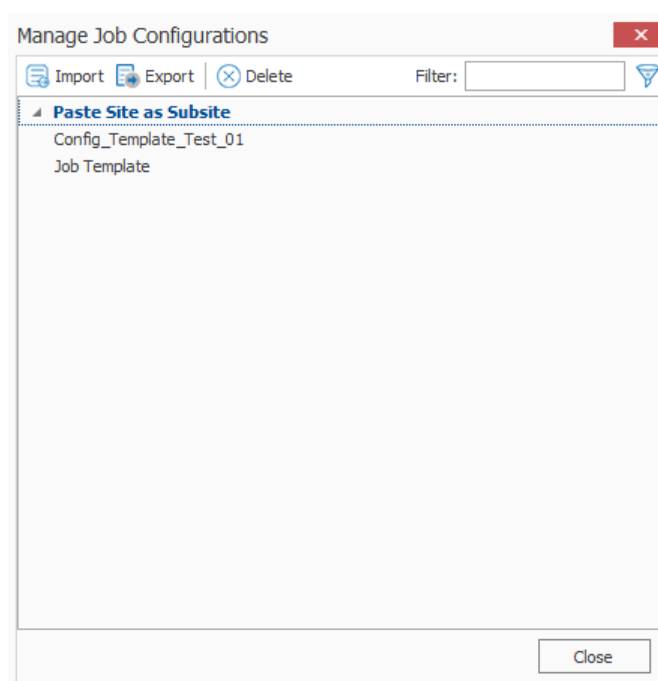 Manage Job Configurations
Import Export Delete Filter:
Paste Site as Subsite
Config_Template_Test_01
Job Template
Close